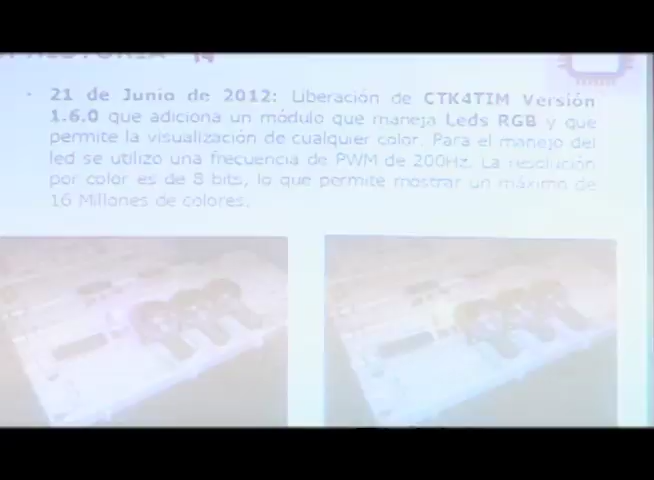 HISTORIA - 14
· 21 de Junio de 2012: Liberación de CTK4TIM Versión
1.6.0 que adiciona un módulo que maneja Leds RGB y que
permite la visualización de cualquier color. Para el manejo del
led se utilizo una frecuencia de PWM de 200Hz. La resolución
por color es de 8 bits, lo que permite mostrar un máximo de
16 Millones de colores.